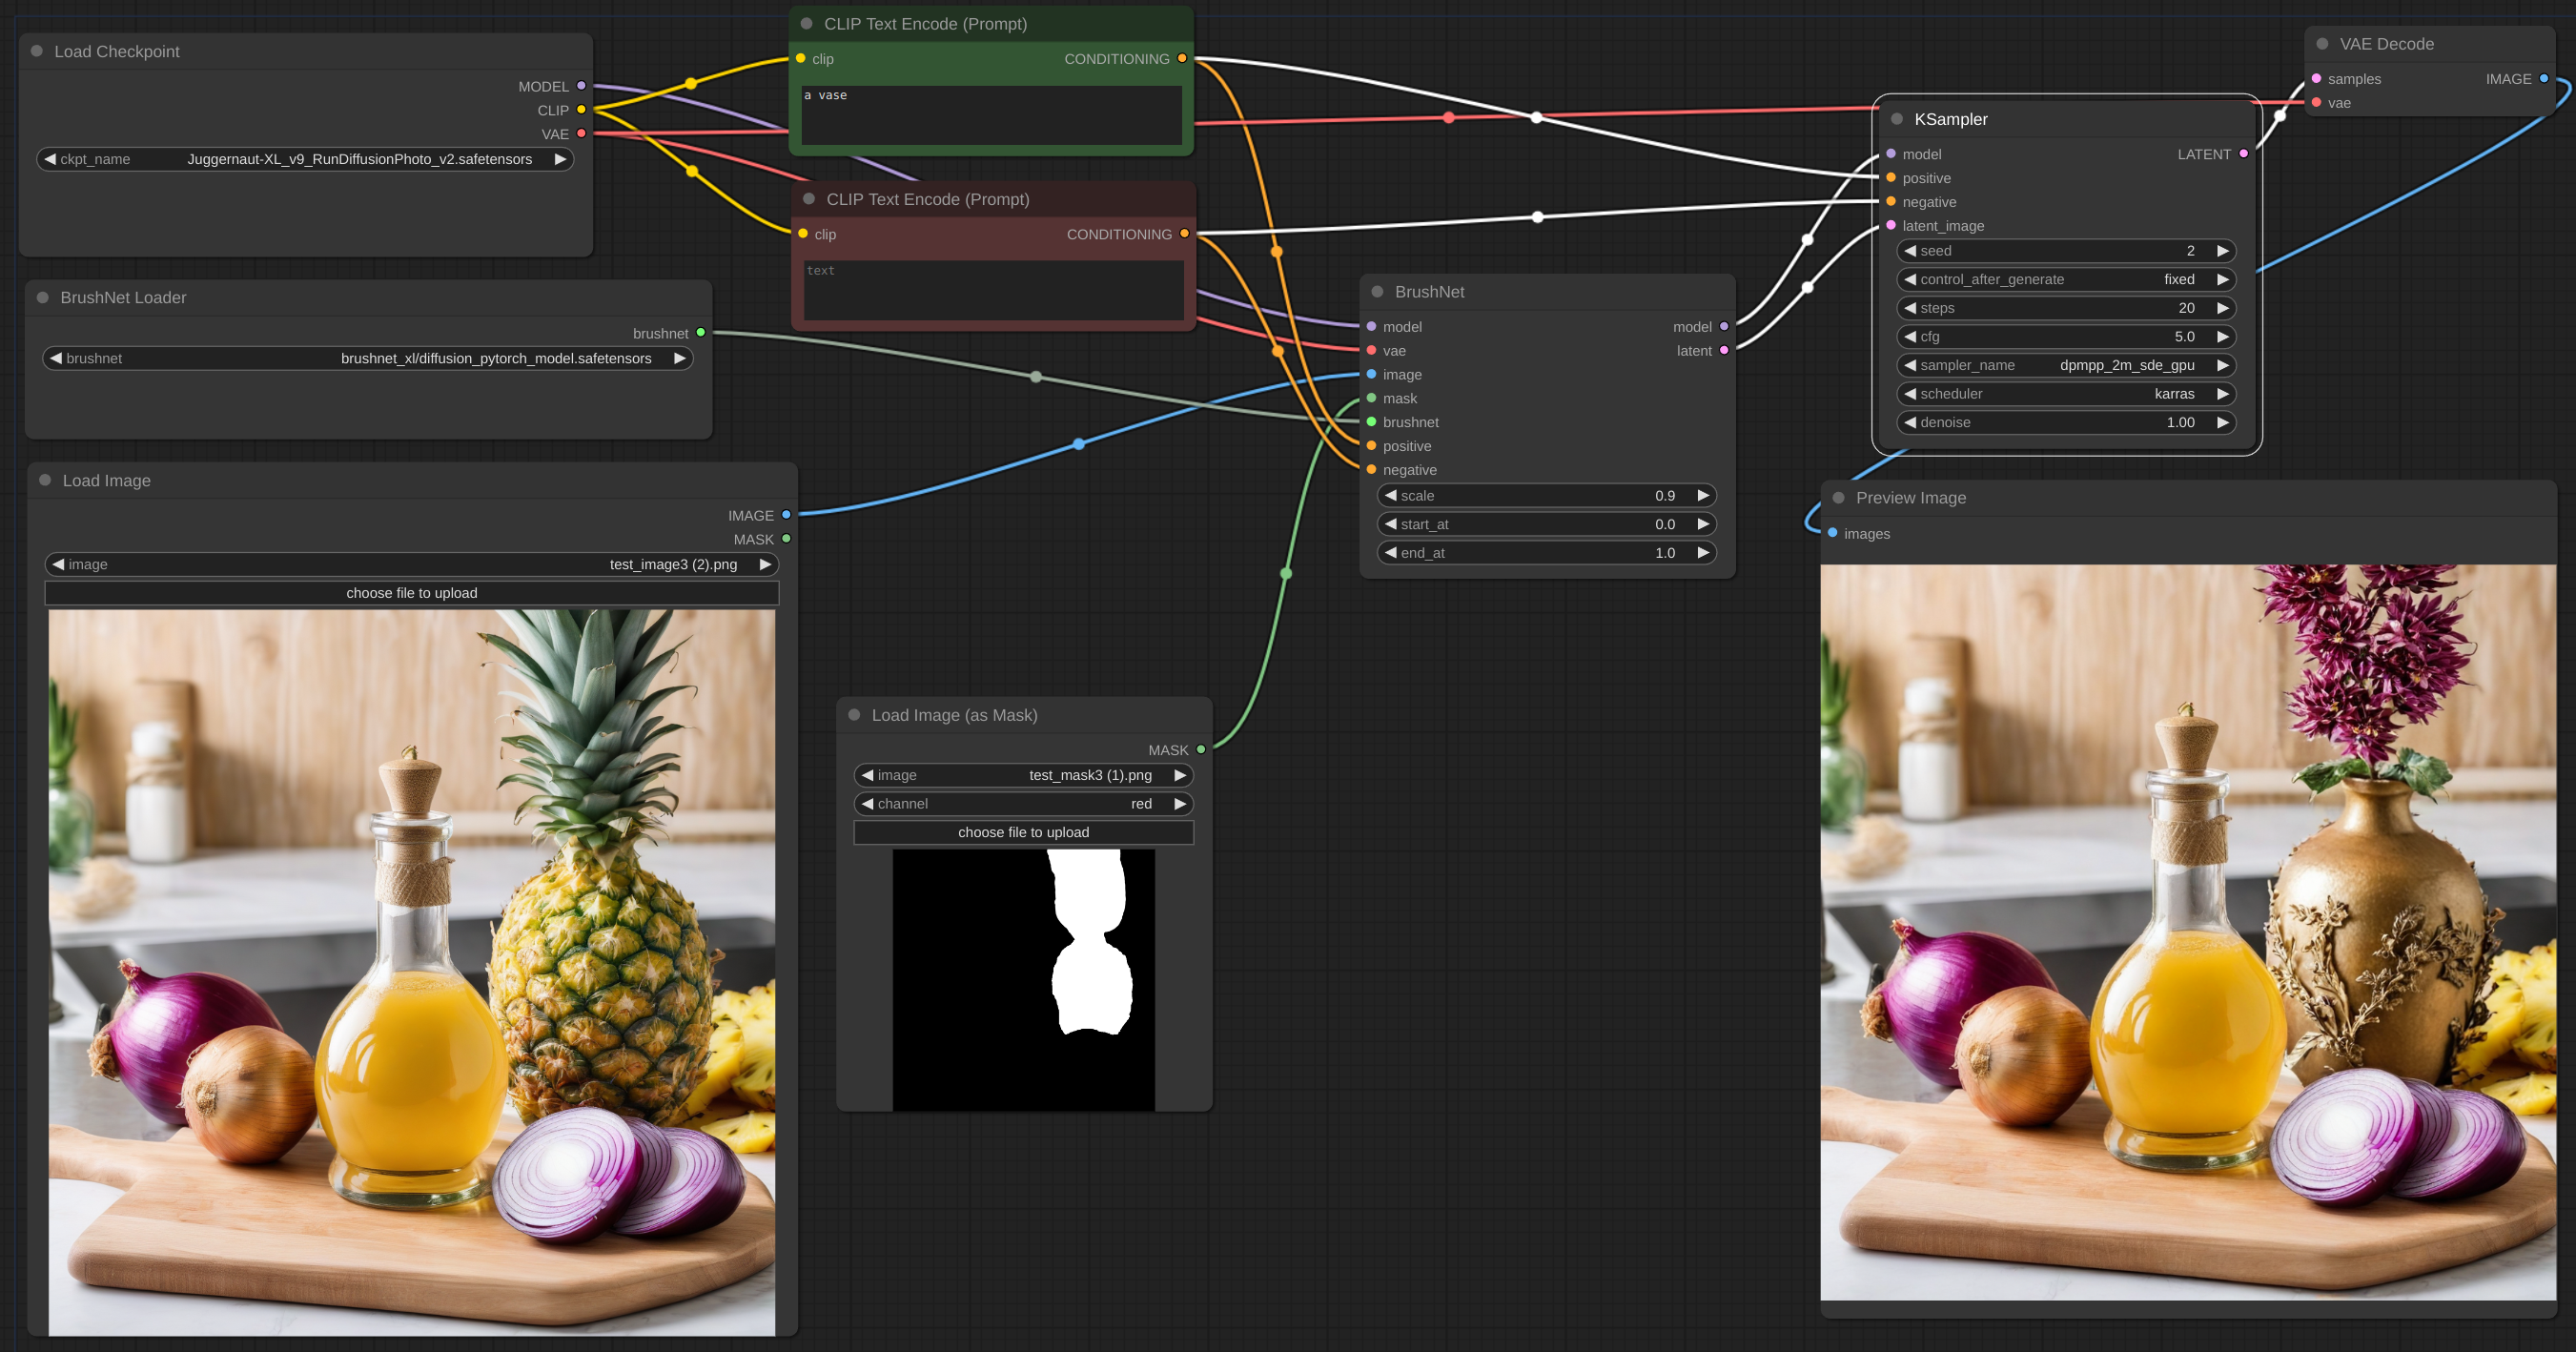 Load Checkpoint
MODEL
CLIP
VAE
ckpt_name Juggernaut-XL_v9_RunDiffusionPhoto_v2.safetensors
BrushNet Loader
brushnet
brushnet brushnet_xl/diffusion_pytorch_model.safetensors
Load Image
IMAGE
MASK
image test_image3 (2).png
choose file to upload
CLIP Text Encode (Prompt)
clip CONDITIONING
a vase
CLIP Text Encode (Prompt)
clip CONDITIONING
text
Load Image (as Mask)
MASK
image test_mask3 (1).png
channel red
choose file to upload
BrushNet
model model
vae latent
image
mask
brushnet
positive
negative
scale 0.9
start_at 0.0
end_at 1.0
KSampler
model LATENT
positive
negative
latent_image
seed 2
control_after_generate fixed
steps 20
cfg 5.0
sampler_name dpmpp_2m_sde_gpu
scheduler karras
denoise 1.00
VAE Decode
samples IMAGE
vae
Preview Image
images